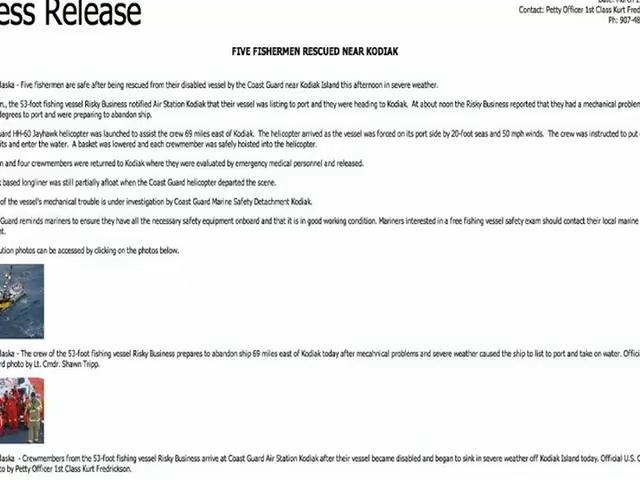 ess Release
Date: March 2
Contact: Petty Officer 1st Class Kurt Fred
Ph: 907-48
FIVE FISHERMEN RESCUED NEAR KODIAK
laska - Five fishermen are safe after being rescued from their disabled vessel by the Coast Guard near Kodiak Island this afternoon in severe weather.
m., the 53-foot fishing vessel Risky Business notified Air Station Kodiak that their vessel was listing to port and they were heading to Kodiak. At about noon the Risky Business reported that they had a mechanical problem
degrees to port and were preparing to abandon ship.
uard HH-60 Jayhawk helicopter was launched to assist the crew 69 miles east of Kodiak. The helicopter arrived as the vessel was forced on its port side by 20-foot seas and 50 mph winds. The crew was instructed to put
its and enter the water. A basket was lowered and each crewmember was safely hoisted into the helicopter.
n and four crewmembers were returned to Kodiak where they were evaluated by emergency medical personnel and released.
k based longliner was still partially afloat when the Coast Guard helicopter departed the scene.
of the vessel's mechanical trouble is under investigation by Coast Guard Marine Safety Detachment Kodiak.
Guard reminds mariners to ensure they have all the necessary safety equipment onboard and that it is in good working condition. Mariners interested in a free fishing vessel safety exam should contact their local marine
nt.
ution photos can be accessed by clicking on the photos below.
laska - The crew of the 53-foot fishing vessel Risky Business prepares to abandon ship 69 miles east of Kodiak today after mecahnical problems and severe weather caused the ship to list to port and take on water. Offici
rd photo by Lt. Cmdr. Shawn Tripp.
laska - Crewmembers from the 53-foot fishing vessel Risky Business arrive at Coast Guard Air Station Kodiak after their vessel became disabled and began to sink in severe weather off Kodiak Island today. Official U.S. C
to by Petty Officer 1st Class Kurt Fredrickson.